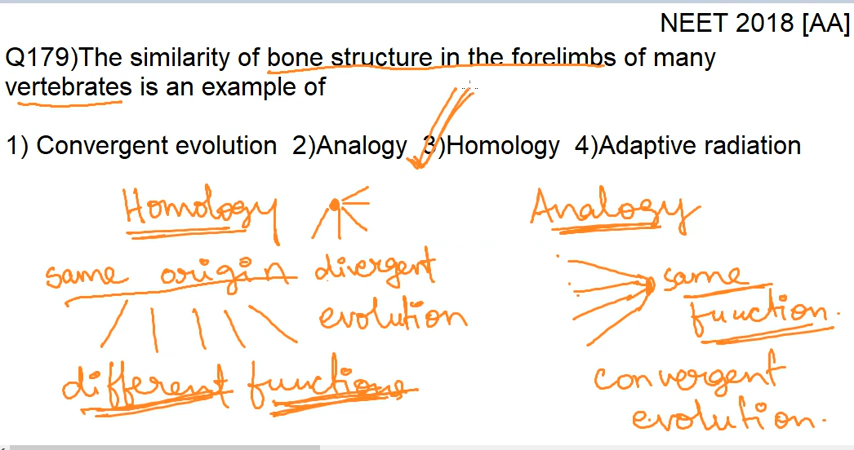 NEET 2018 [AA]
Q179)The similarity of bone structure in the forelimbs of many
vertebrates is an example of
1) Convergent evolution 2)Analogy 3)Homology 4)Adaptive radiation
Homology
Analogy
same origin divergent
evolution
different functions
same
function.
convergent
evolution.